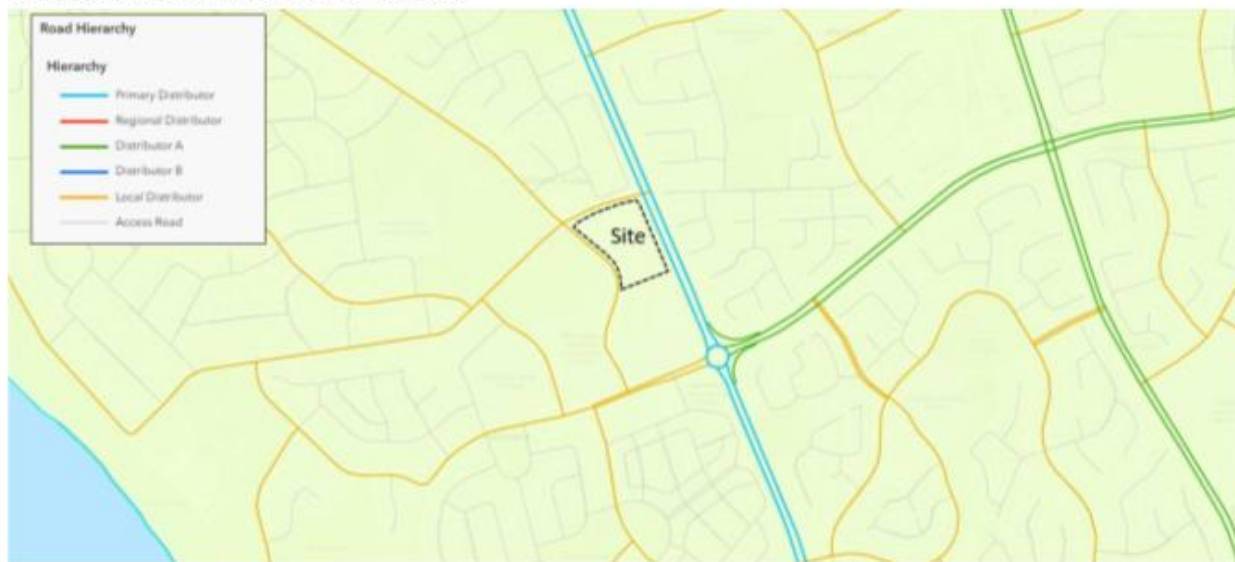 Road Hierarchy
Hierarchy
Primary Distributor
Regional Distributor
Distributor A
Distributor B
Local Distributor
Access Road
Site